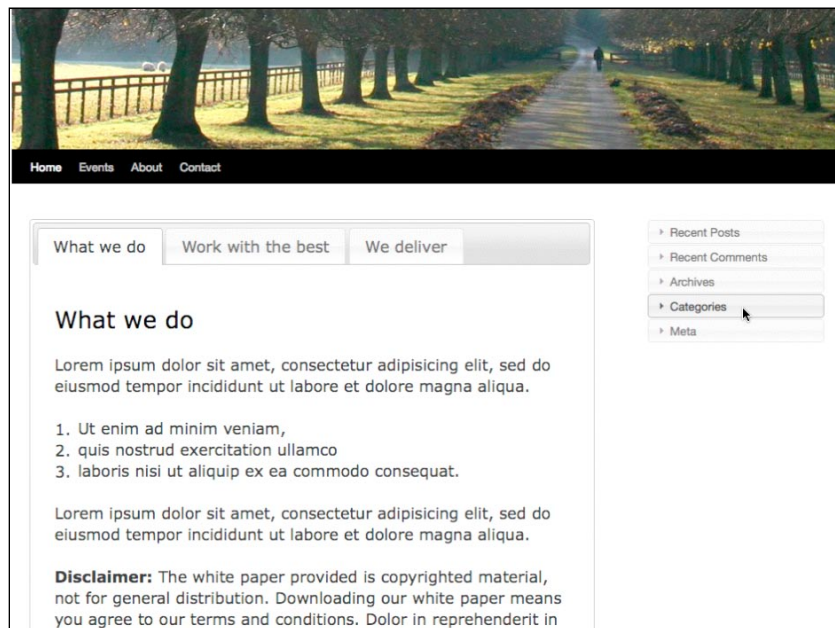 Home Events About Contact
What we do Work with the best We deliver
What we do
Lorem ipsum dolor sit amet, consectetur adipisicing elit, sed do
eiusmod tempor incididunt ut labore et dolore magna aliqua.
1. Ut enim ad minim veniam,
2. quis nostrud exercitation ullamco
3. laboris nisi ut aliquip ex ea commodo consequat.
Lorem ipsum dolor sit amet, consectetur adipisicing elit, sed do
eiusmod tempor incididunt ut labore et dolore magna aliqua.
Disclaimer: The white paper provided is copyrighted material,
not for general distribution. Downloading our white paper means
you agree to our terms and conditions. Dolor in reprehenderit in
Recent Posts
Recent Comments
Archives
Categories
Meta